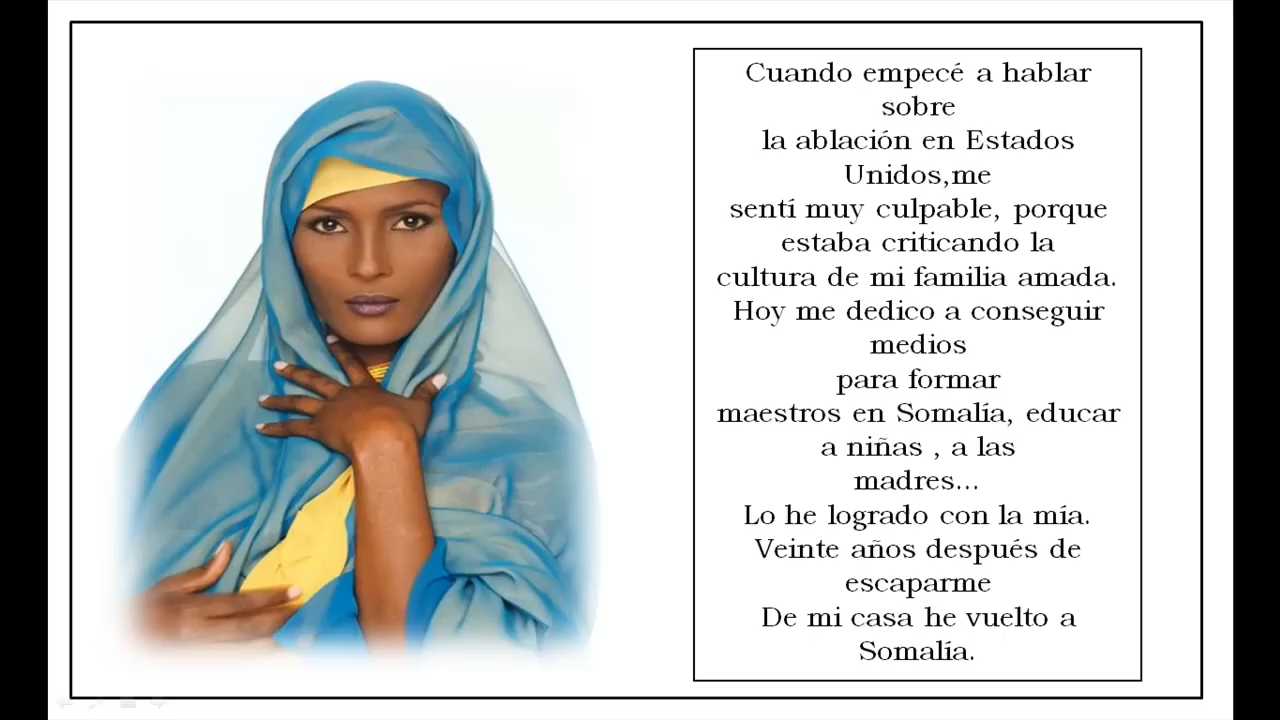 Cuando empecé a hablar
sobre
la ablación en Estados
Unidos,me
sentí muy culpable, porque
estaba criticando la
cultura de mi familia amada.
Hoy me dedico a conseguir
medios
para formar
maestros en Somalía, educar
a niñas , a las
madres...
Lo he logrado con la mía.
Veinte años después de
escaparme
De mi casa he vuelto a
Somalía.